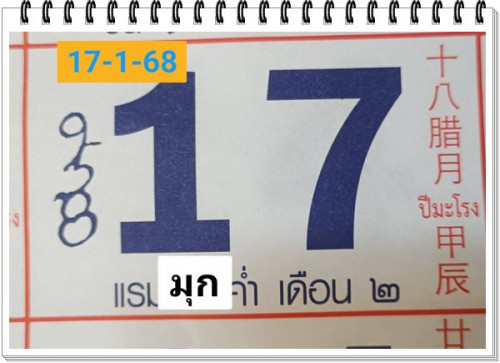 17-1-68
17
十八
腊月
ปีมะโรง
甲辰
แรม
มุก
ค่ำ เดือน ๒
廿